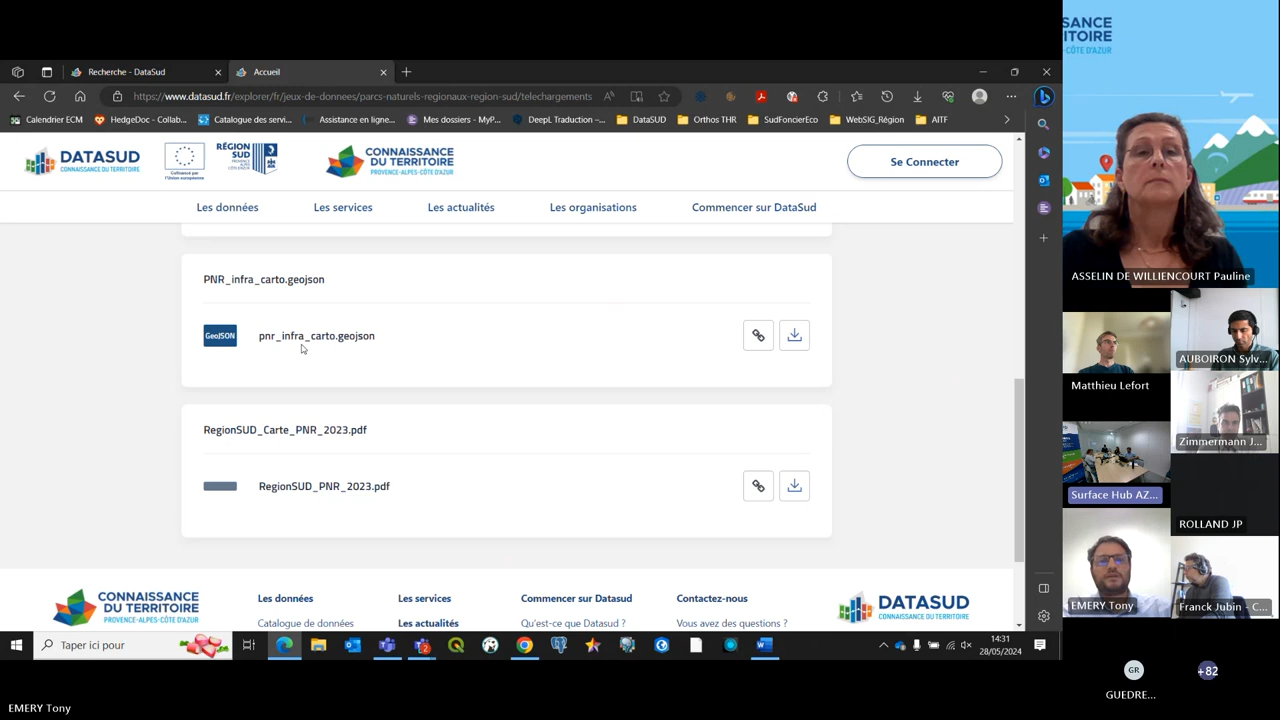 Recherche - DataSud
Accueil
https://www.datasud.fr/explorer/fr/jeux-de-donnees/parcs-naturels-regionaux-region-sud/telechargements
Calendrier ECM
HedgeDoc - Collab...
Catalogue des servi...
Assistance en ligne...
Mes dossiers - MyP...
DeepL Traduction –...
DataSUD
Orthos THR
SudFoncierEco
WebSIG_Région
AITF
DATASUD
CONNAISSANCE DU TERRITOIRE
Cofinancé par
l'Union européenne
RÉGION
SUD
CONNAISSANCE
DU TERRITOIRE
PROVENCE-ALPES-CÔTE D'AZUR
Se Connecter
Les données
Les services
Les actualités
Les organisations
Commencer sur DataSud
PNR_infra_carto.geojson
GeoJSON
pnr_infra_carto.geojson
RegionSUD_Carte_PNR_2023.pdf
RegionSUD_PNR_2023.pdf
CONNAISSANCE
DU TERRITOIRE
PROVENCE-ALPES-CÔTE D'AZUR
Les données
Catalogue de données
Les services
Les actualités
Commencer sur Datasud
Qu'est-ce que Datasud ?
Contactez-nous
Vous avez des questions ?
DATASUD
CONNAISSANCE DU TERRITOIRE
Taper ici pour
14:31
28/05/2024
SANCE
ITOIRE
-CÔTE D'AZUR
ASSELIN DE WILLIENCOURT Pauline
Matthieu Lefort
AUBOIRON Sylv...
Zimmermann J...
Surface Hub AZ...
ROLLAND JP
EMERY Tony
Franck Jubin - C...
GR
GUEDRE...
+82
EMERY Tony